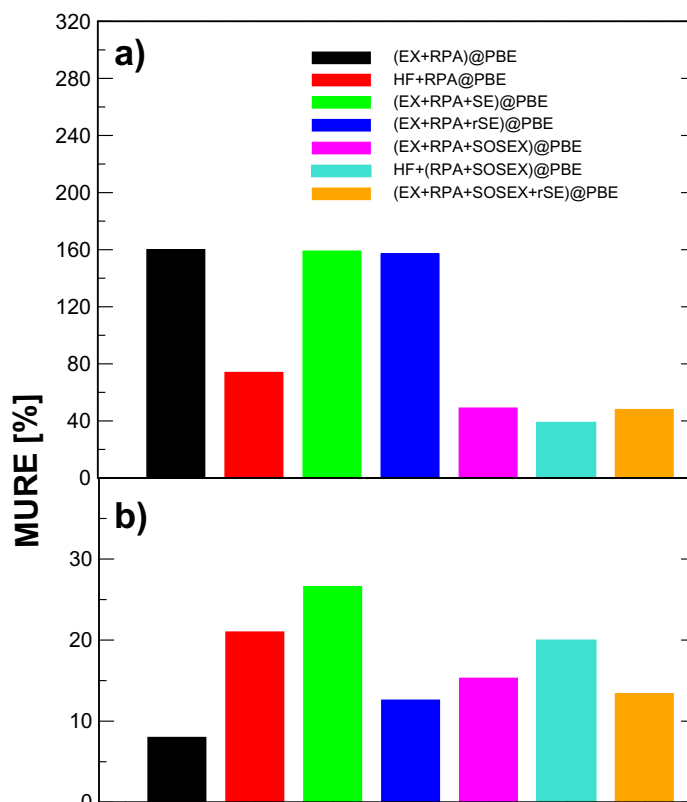 320
a)
(EX+RPA)@PBE
280
HF+RPA@PBE
(EX+RPA+SE)@PBE
240
(EX+RPA+rSE)@PBE
(EX+RPA+SOSEX)@PBE
HF+(RPA+SOSEX)@PBE
200
(EX+RPA+SOSEX+rSE)@PBE
160
120
80
40
0
MURE [%]
b)
30
20
10
0